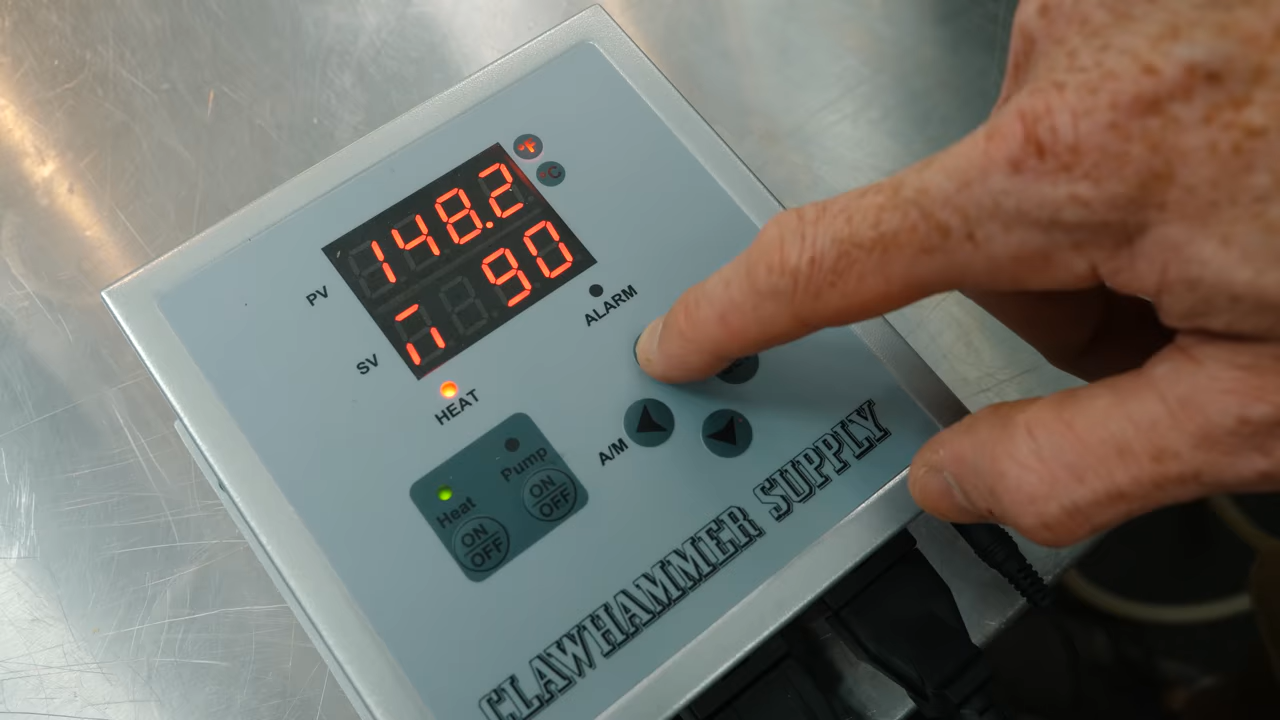 °F
°C
PV
148.2
SV
90
ALARM
HEAT
A/M
Pump
ON
OFF
Heat
ON
OFF
CLAWHAMMER SUPPLY